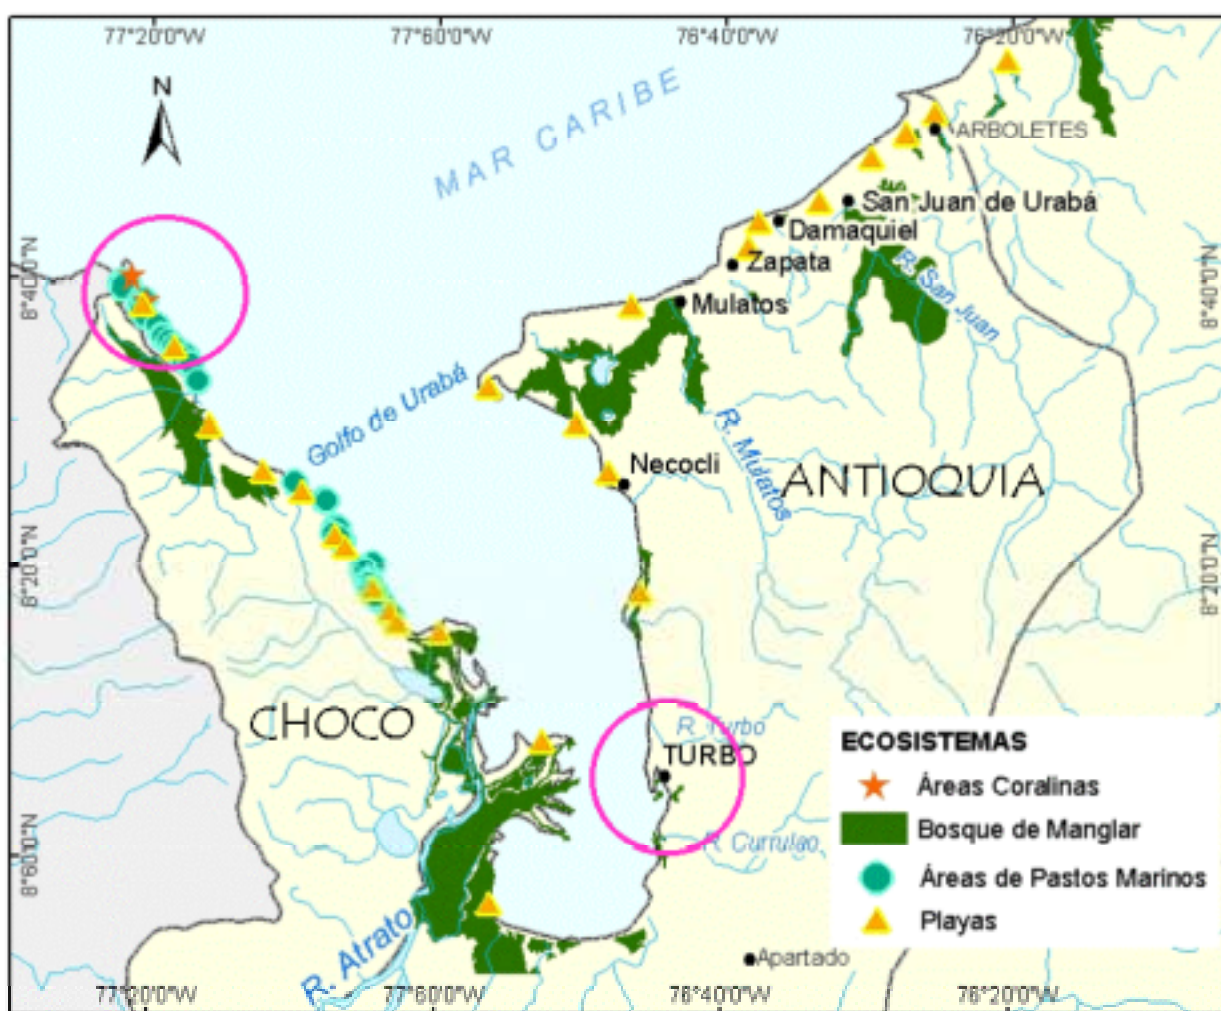 77°20'0"W 77°60'0"W 76°40'0"W 76°20'0"W
N
MAR CARIBE
ARBOLETES
San Juan de Urabá
Damaquiel
Zapata
R. San Juan
8°40'0"N
8°40'0"N
Mulatos
Golfo de Urabá
R. Mulatos
Necocli
ANTIOQUIA
8°20'0"N
8°20'0"N
CHOCO
R. Turbo
TURBO
ECOSISTEMAS
Áreas Coralinas
Bosque de Manglar
Áreas de Pastos Marinos
Playas
R. Currulao
8°60'0"N
R. Atrato
Apartado
77°20'0"W 77°60'0"W 76°40'0"W 76°20'0"W